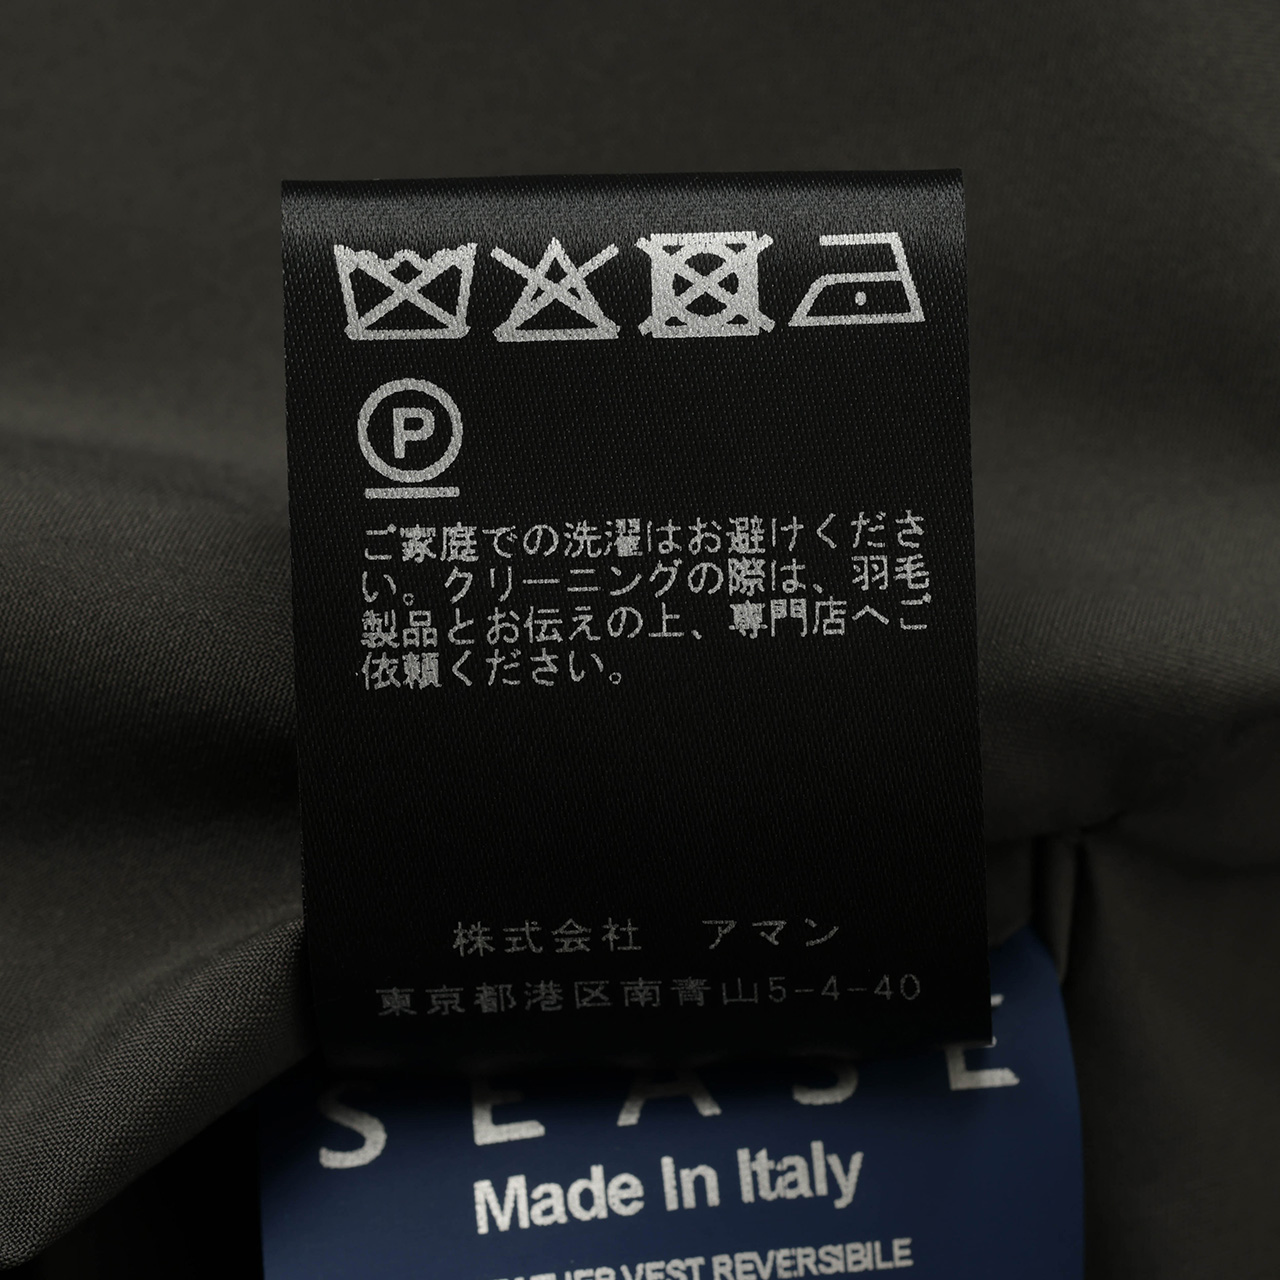 P
ご家庭での洗濯はお避けくださ
い。クリーニングの際は、羽毛
製品とお伝えの上、専門店へご
依頼ください。
株式会社 アマン
東京都港区南青山5-4-40
SEASE
Made In Italy
VEST REVERSIBILE